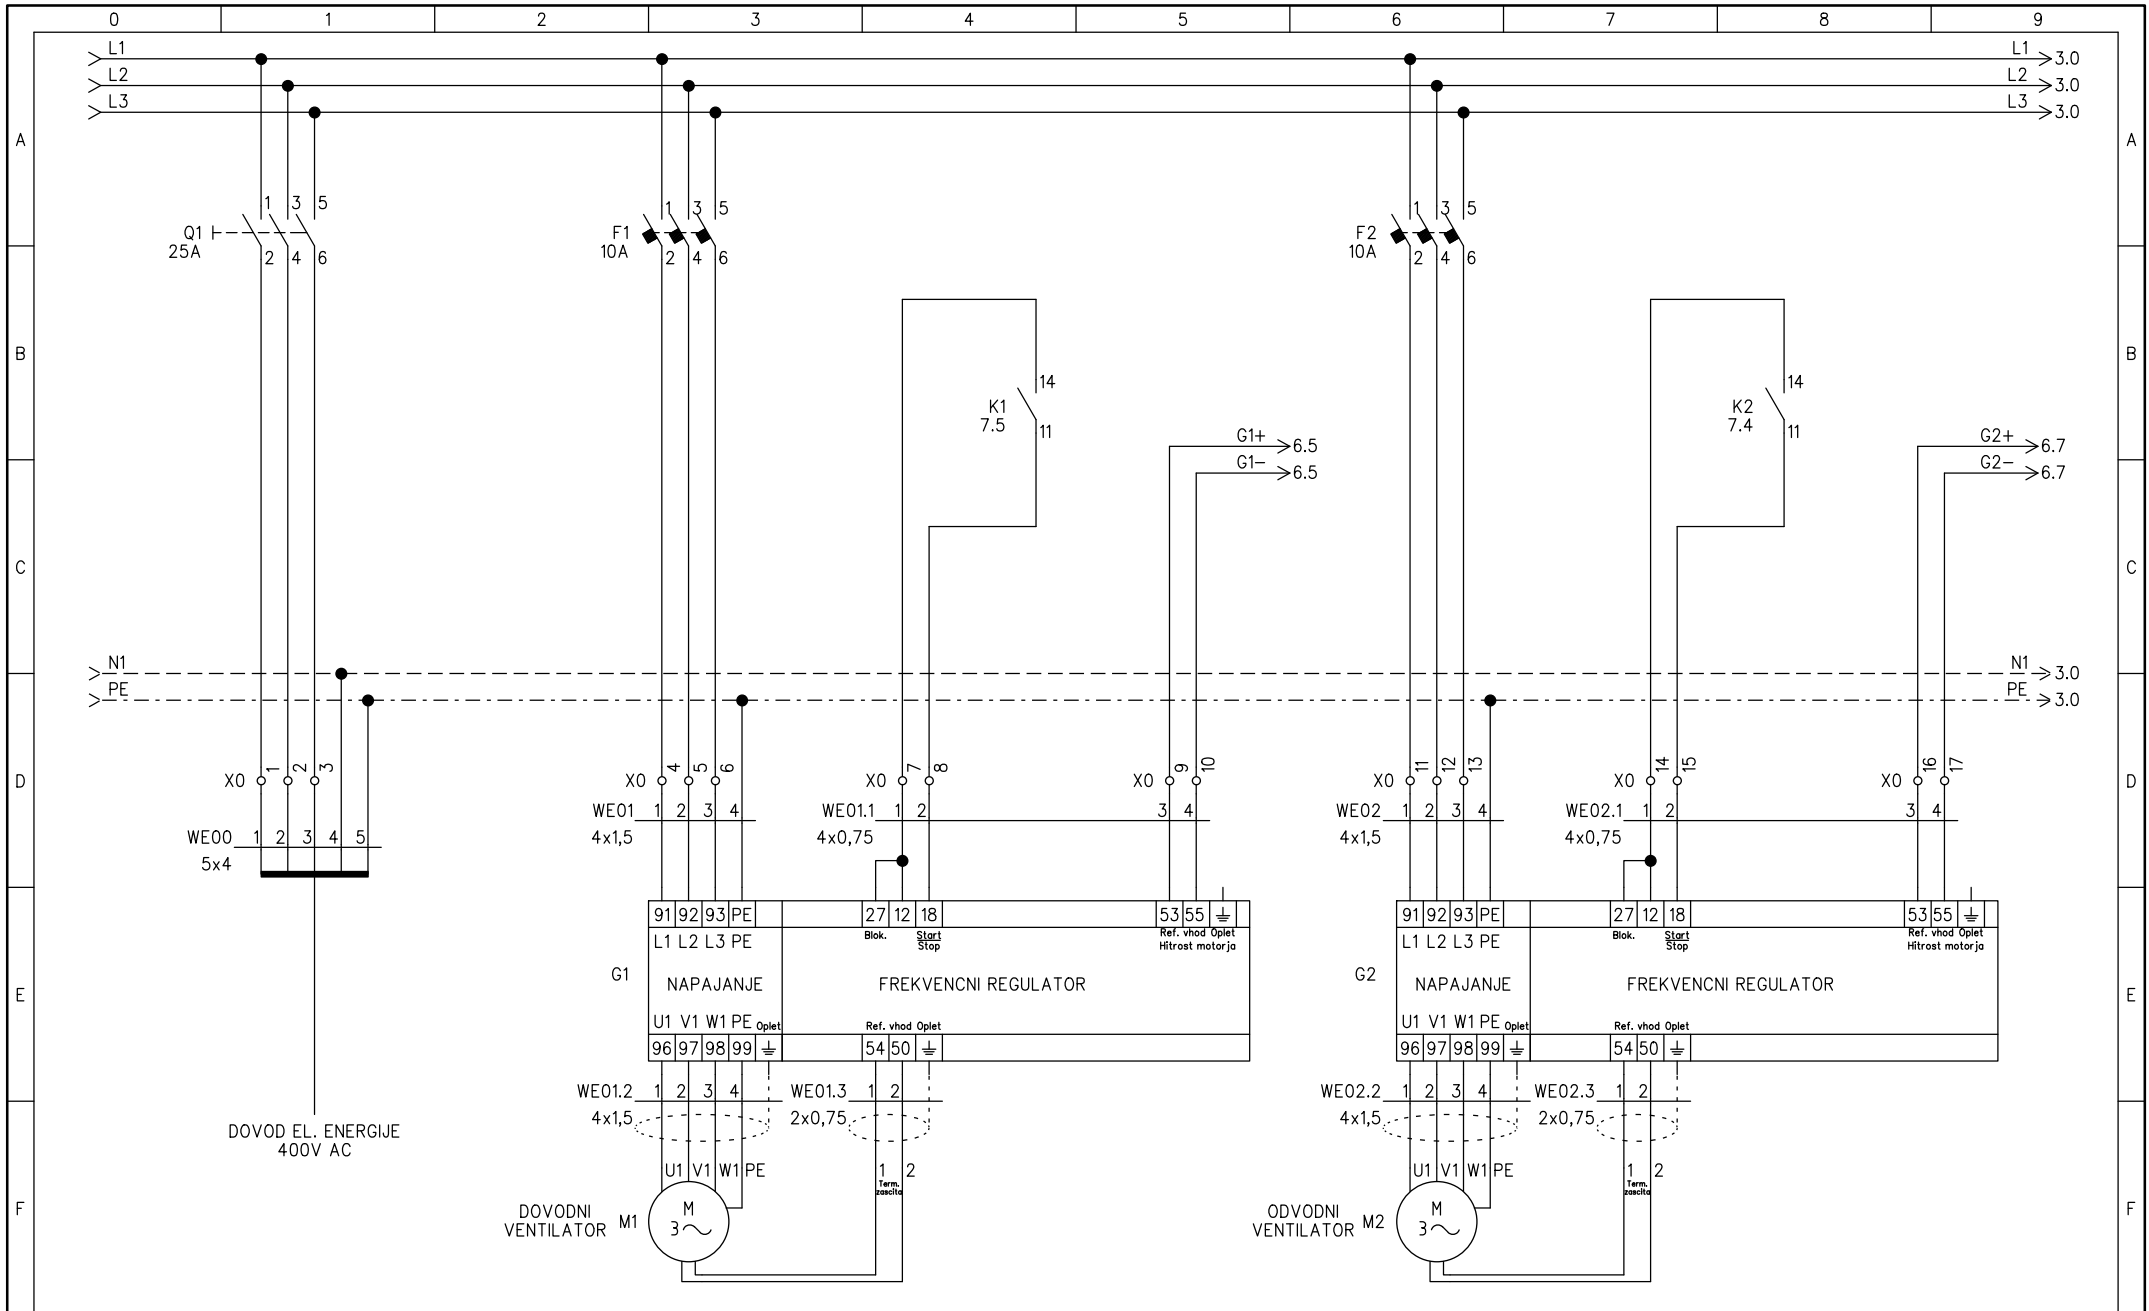 0 1 2 3 4 5 6 7 8 9
L1 L1 3.0
L2 L2 3.0
L3 L3 3.0
A A
1 3 5 1 3 5 1 3 5
Q1 F1 F2
25A 10A 10A
2 4 6 2 4 6 2 4 6
B B
14 14
K1 K2
7.5 7.4
11 11
G1+ 6.5 G2+ 6.7
G1- 6.5 G2- 6.7
C C
N1 N1 3.0
PE PE 3.0
D D
X0 1 2 3 X0 4 5 6 X0 7 8 X0 9 10 X0 11 12 13 X0 14 15 X0 16 17
WE01 1 2 3 4 WE01.1 1 2 3 4 WE02 1 2 3 4 WE02.1 1 2 3 4
4x1,5 4x0,75 4x1,5 4x0,75
WE00 1 2 3 4 5
5x4
91 92 93 PE 27 12 18 53 55 91 92 93 PE 27 12 18 53 55
L1 L2 L3 PE Blok. Start Ref. vhod Oplet L1 L2 L3 PE Blok. Start Ref. vhod Oplet
Stop Hitrost motorja Stop Hitrost motorja
E G1 NAPAJANJE FREKVENCNI REGULATOR G2 NAPAJANJE FREKVENCNI REGULATOR E
U1 V1 W1 PE Oplet Ref. vhod Oplet U1 V1 W1 PE Oplet Ref. vhod Oplet
96 97 98 99 54 50 96 97 98 99 54 50
WE01.2 1 2 3 4 WE01.3 1 2 WE02.2 1 2 3 4 WE02.3 1 2
4x1,5 2x0,75 4x1,5 2x0,75
DOVOD EL. ENERGIJE
400V AC
U1 V1 W1 PE 1 2 U1 V1 W1 PE 1 2
Term. Term.
zascita zascita
F F
DOVODNI M1 M ODVODNI M2 M
VENTILATOR 3 VENTILATOR 3